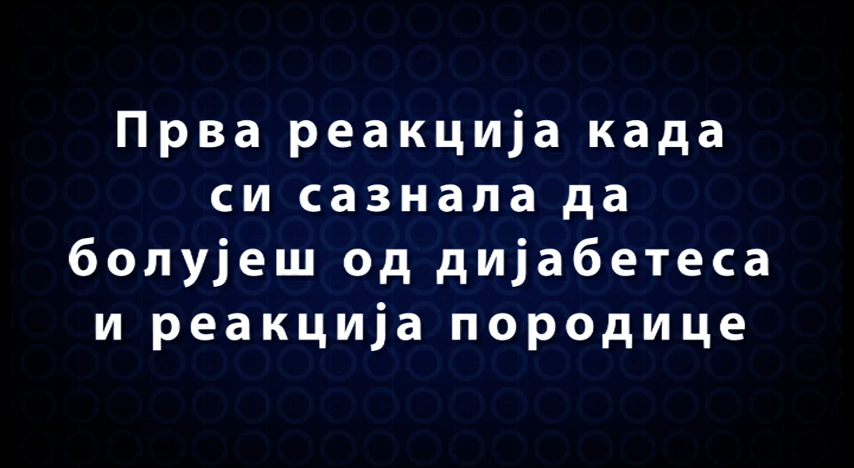 Прва реакција када
си сазнала да
болујеш од дијабетеса
и реакција породице